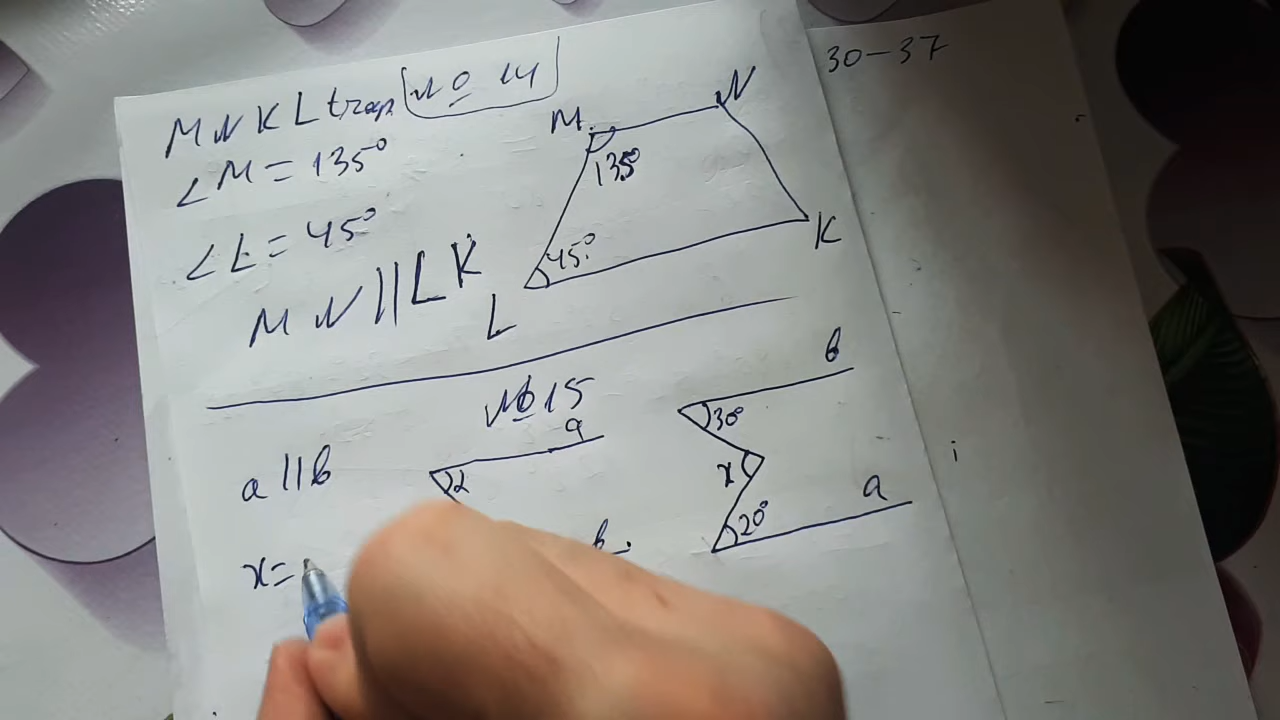 MNKL trap. № 14
∠M = 135°
∠L = 45°
MN || LK
M
N
135°
45°
K
L
30-37
№ 15
a || b
x =
a
α
b
b
30°
x
20°
a